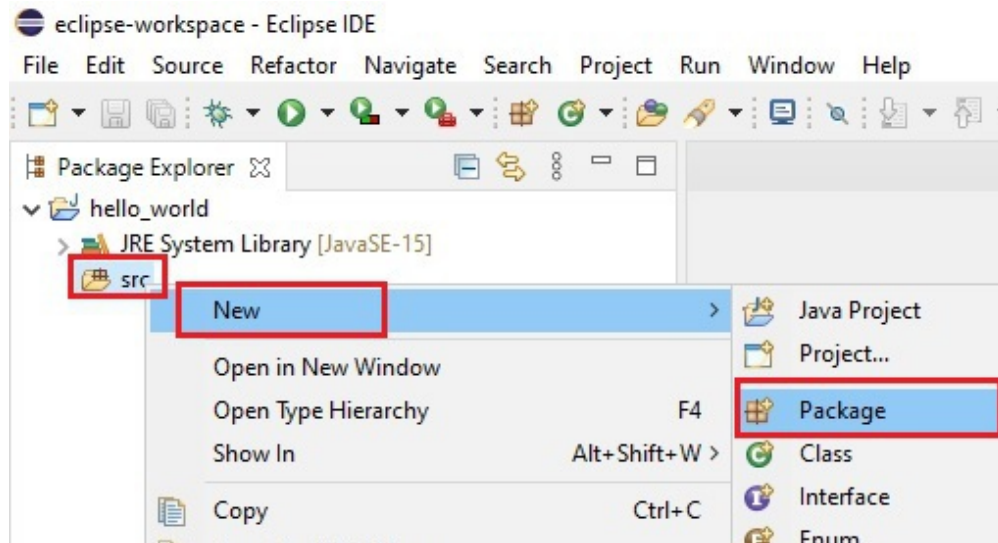 eclipse-workspace - Eclipse IDE
File Edit Source Refactor Navigate Search Project Run Window Help
Package Explorer
hello_world
JRE System Library [JavaSE-15]
src
New
Java Project
Project...
Open in New Window
Open Type Hierarchy F4
Package
Show In Alt+Shift+W >
Class
Interface
Copy Ctrl+C
Enum